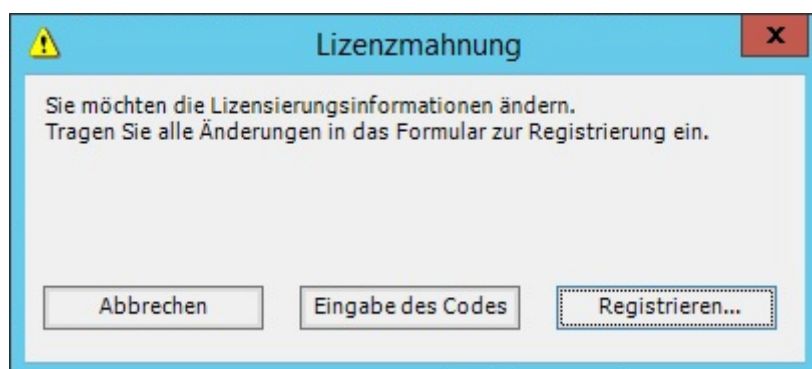 Lizenzmahnung
x
Sie möchten die Lizensierungsinformationen ändern.
Tragen Sie alle Änderungen in das Formular zur Registrierung ein.
Abbrechen Eingabe des Codes Registrieren...